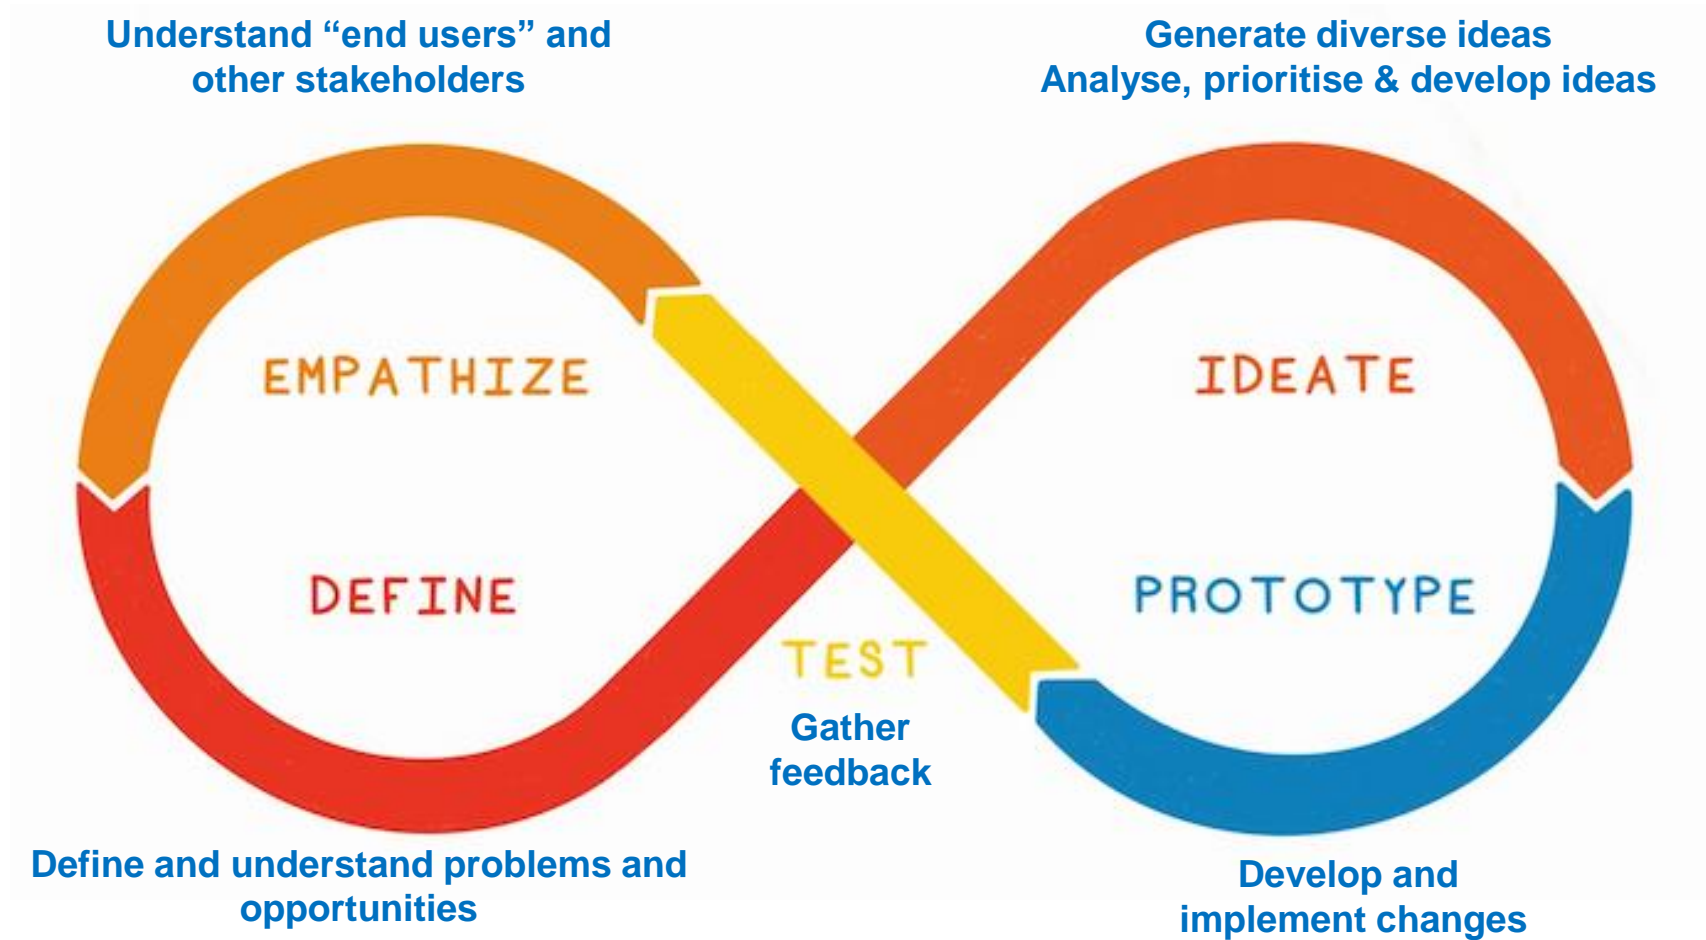 Understand “end users” and
other stakeholders
Generate diverse ideas
Analyse, prioritise & develop ideas
EMPATHIZE
IDEATE
DEFINE
PROTOTYPE
TEST
Gather
feedback
Define and understand problems and
opportunities
Develop and
implement changes